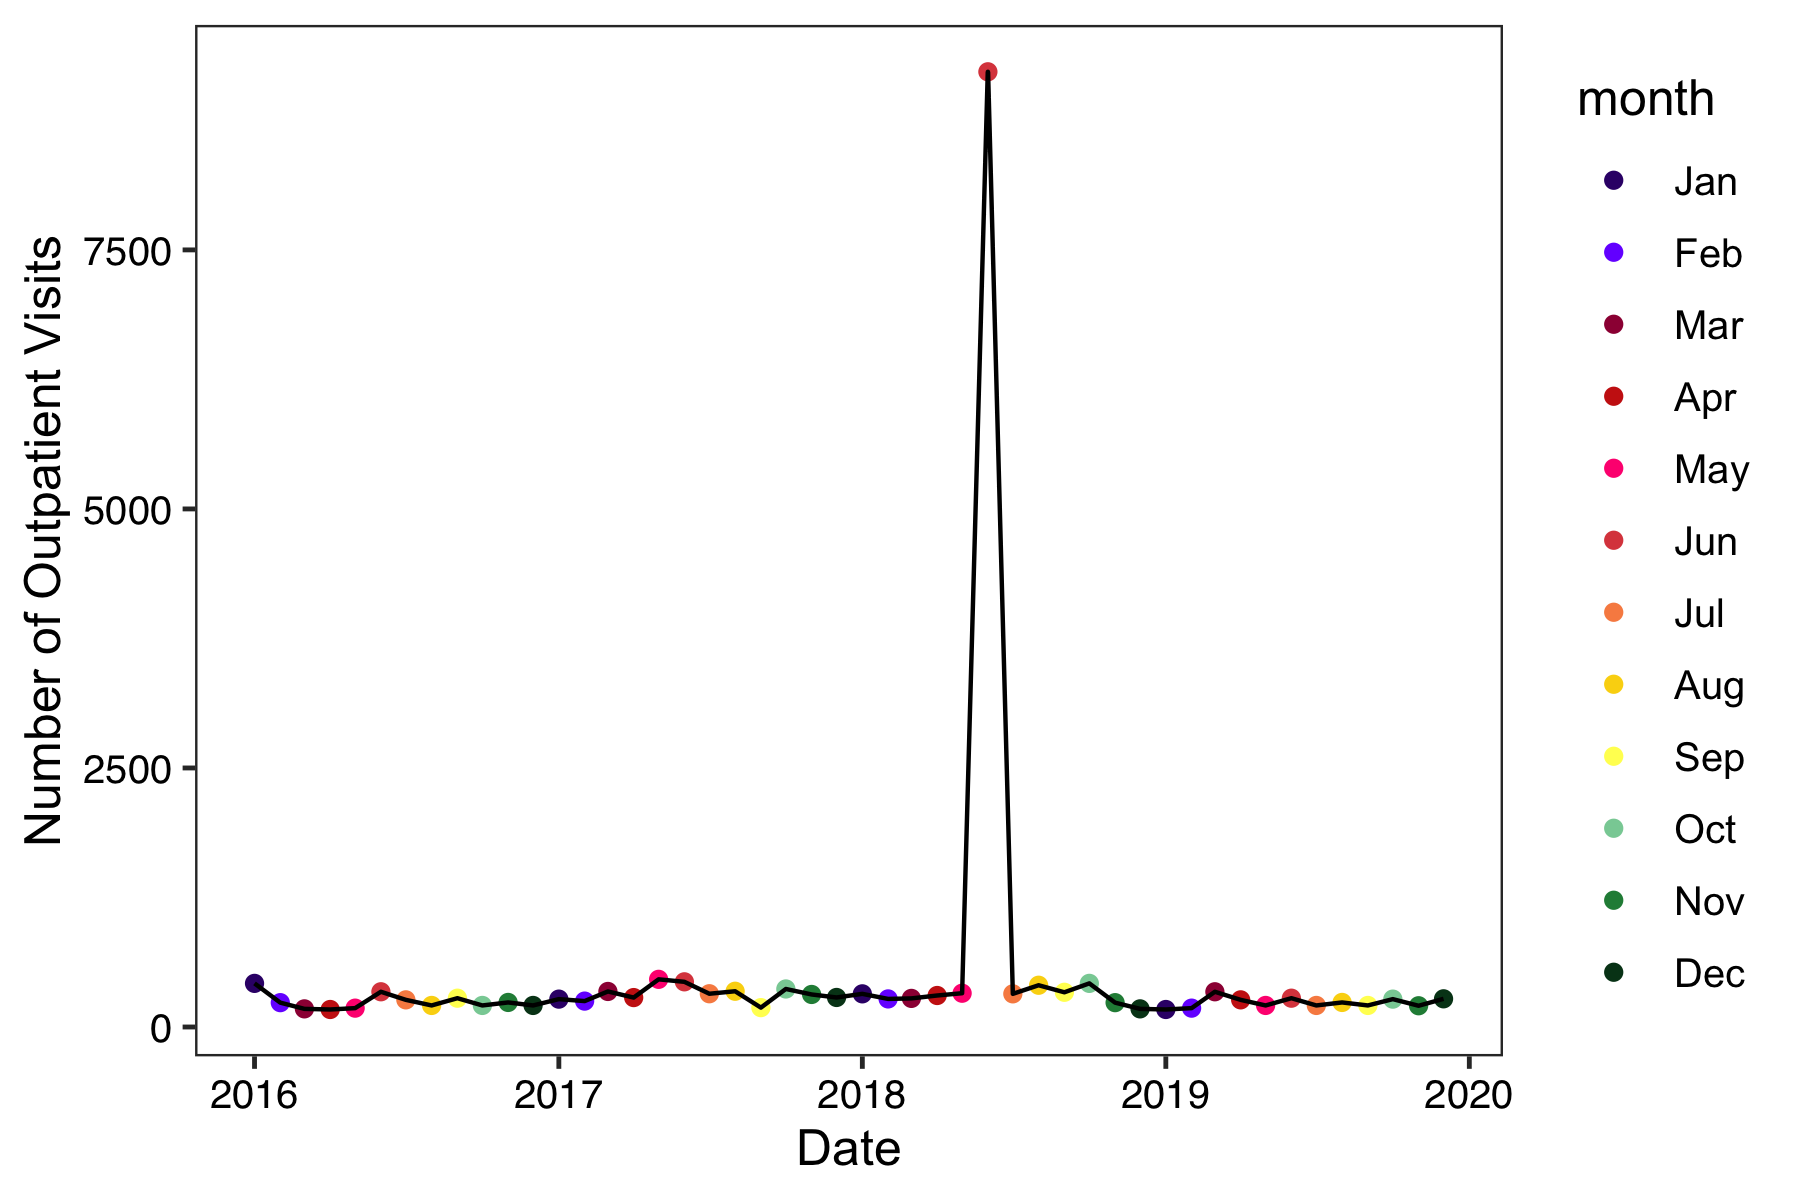 Number of Outpatient Visits
7500
5000
2500
0
2016 2017 2018 2019 2020
Date
month
Jan
Feb
Mar
Apr
May
Jun
Jul
Aug
Sep
Oct
Nov
Dec